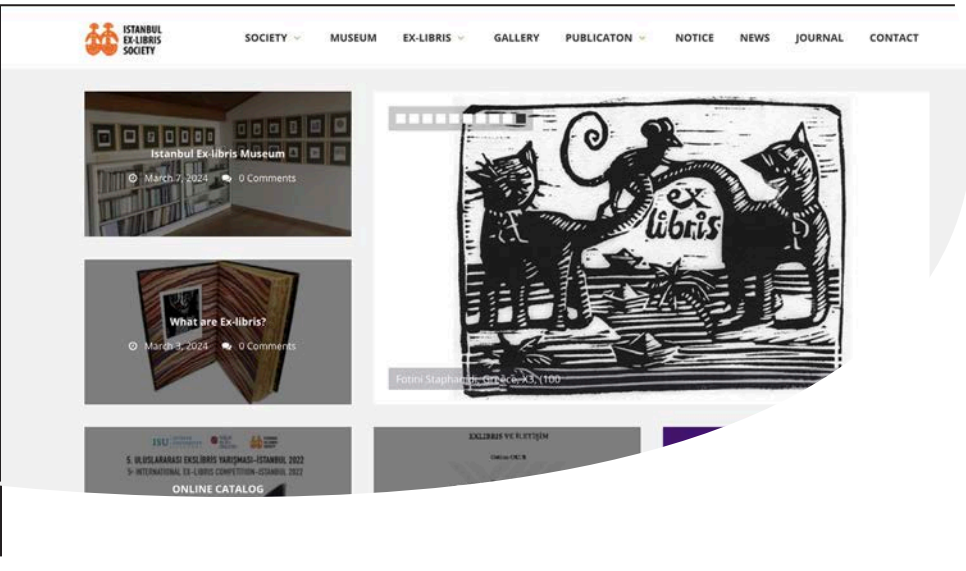 ISTANBUL
EX-LIBRIS
SOCIETY
SOCIETY MUSEUM EX-LIBRIS GALLERY PUBLICATON NOTICE NEWS JOURNAL CONTACT
Istanbul Ex-libris Museum
March 7, 2024 0 Comments
ex
libris
What are Ex-libris?
March 3, 2024 0 Comments
Fotini Staphanidi, Greece, X3, (100
ISU
5. ULUSLARARASI EKSLİBRİS YARIŞMASI-İSTANBUL 2022
5- INTERNATIONAL EX-LIBRIS COMPETITION-ISTANBUL 2022
ONLINE CATALOG
EXLIBRIS VE İLETİŞİM